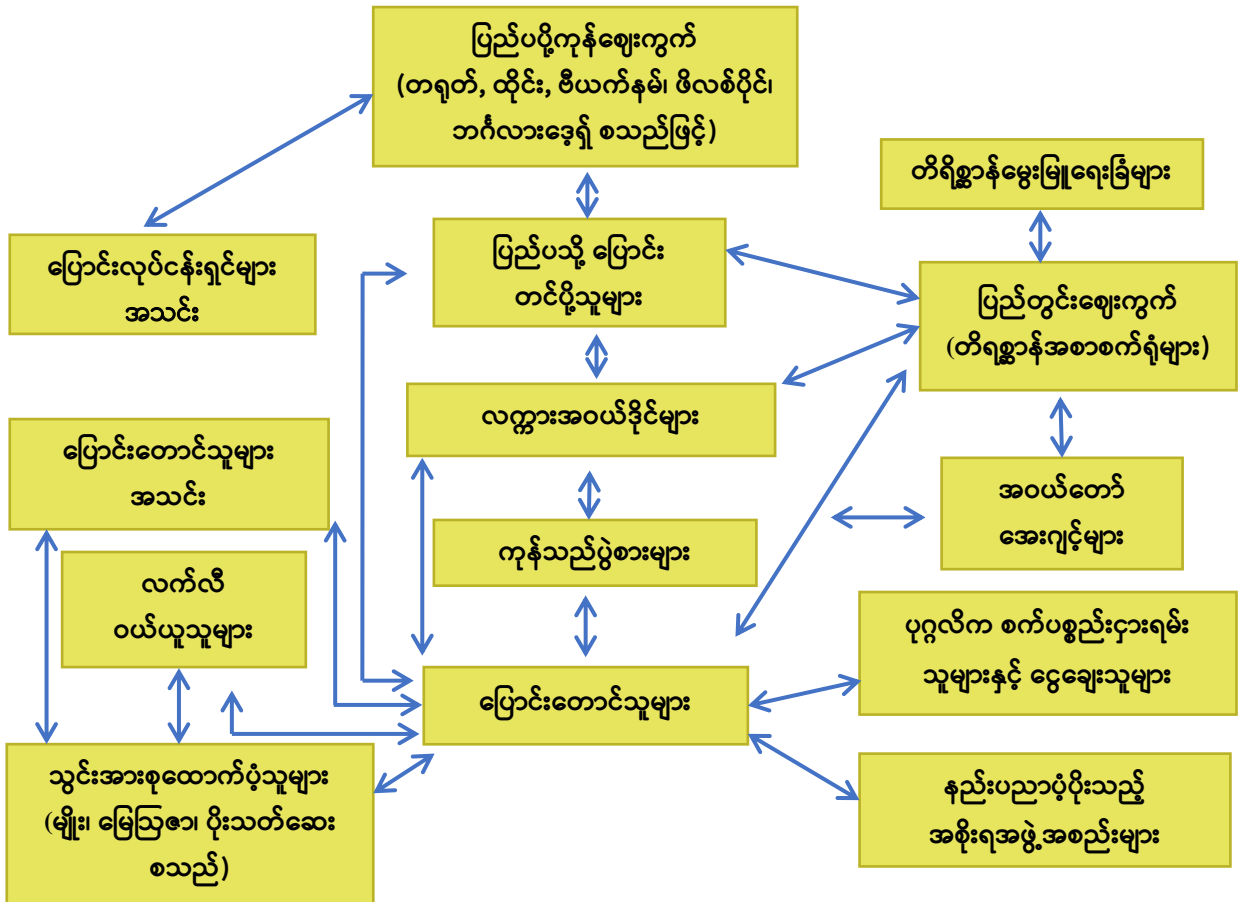 ပြည်ပပို့ကုန်ဈေးကွက်
(တရုတ်, ထိုင်း, ဗီယက်နမ်၊ ဖိလစ်ပိုင်၊
ဘင်္ဂလားဒေ့ရှ် စသည်ဖြင့်)
တိရိစ္ဆာန်မွေးမြူရေးခြံများ
ပြောင်းလုပ်ငန်းရှင်များ
အသင်း
ပြည်ပသို့ ပြောင်း
တင်ပို့သူများ
ပြည်တွင်းဈေးကွက်
(တိရစ္ဆာန်အစာစက်ရုံများ)
လက္ကားအဝယ်ဒိုင်များ
ပြောင်းတောင်သူများ
အသင်း
အဝယ်တော်
အေးဂျင့်များ
ကုန်သည်ပွဲစားများ
လက်လီ
ဝယ်ယူသူများ
ပုဂ္ဂလိက စက်ပစ္စည်းငှားရမ်း
သူများနှင့် ငွေချေးသူများ
ပြောင်းတောင်သူများ
သွင်းအားစုထောက်ပံ့သူများ
(မျိုး၊ မြေသြဇာ၊ ပိုးသတ်ဆေး
စသည်)
နည်းပညာပံ့ပိုးသည့်
အစိုးရအဖွဲ့အစည်းများ